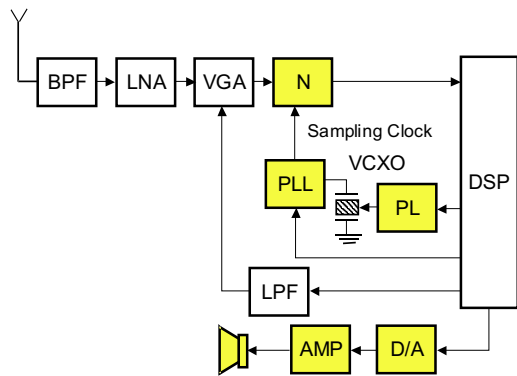 BPF
LNA
VGA
N
Sampling Clock
VCXO
DSP
PLL
PL
LPF
AMP
D/A